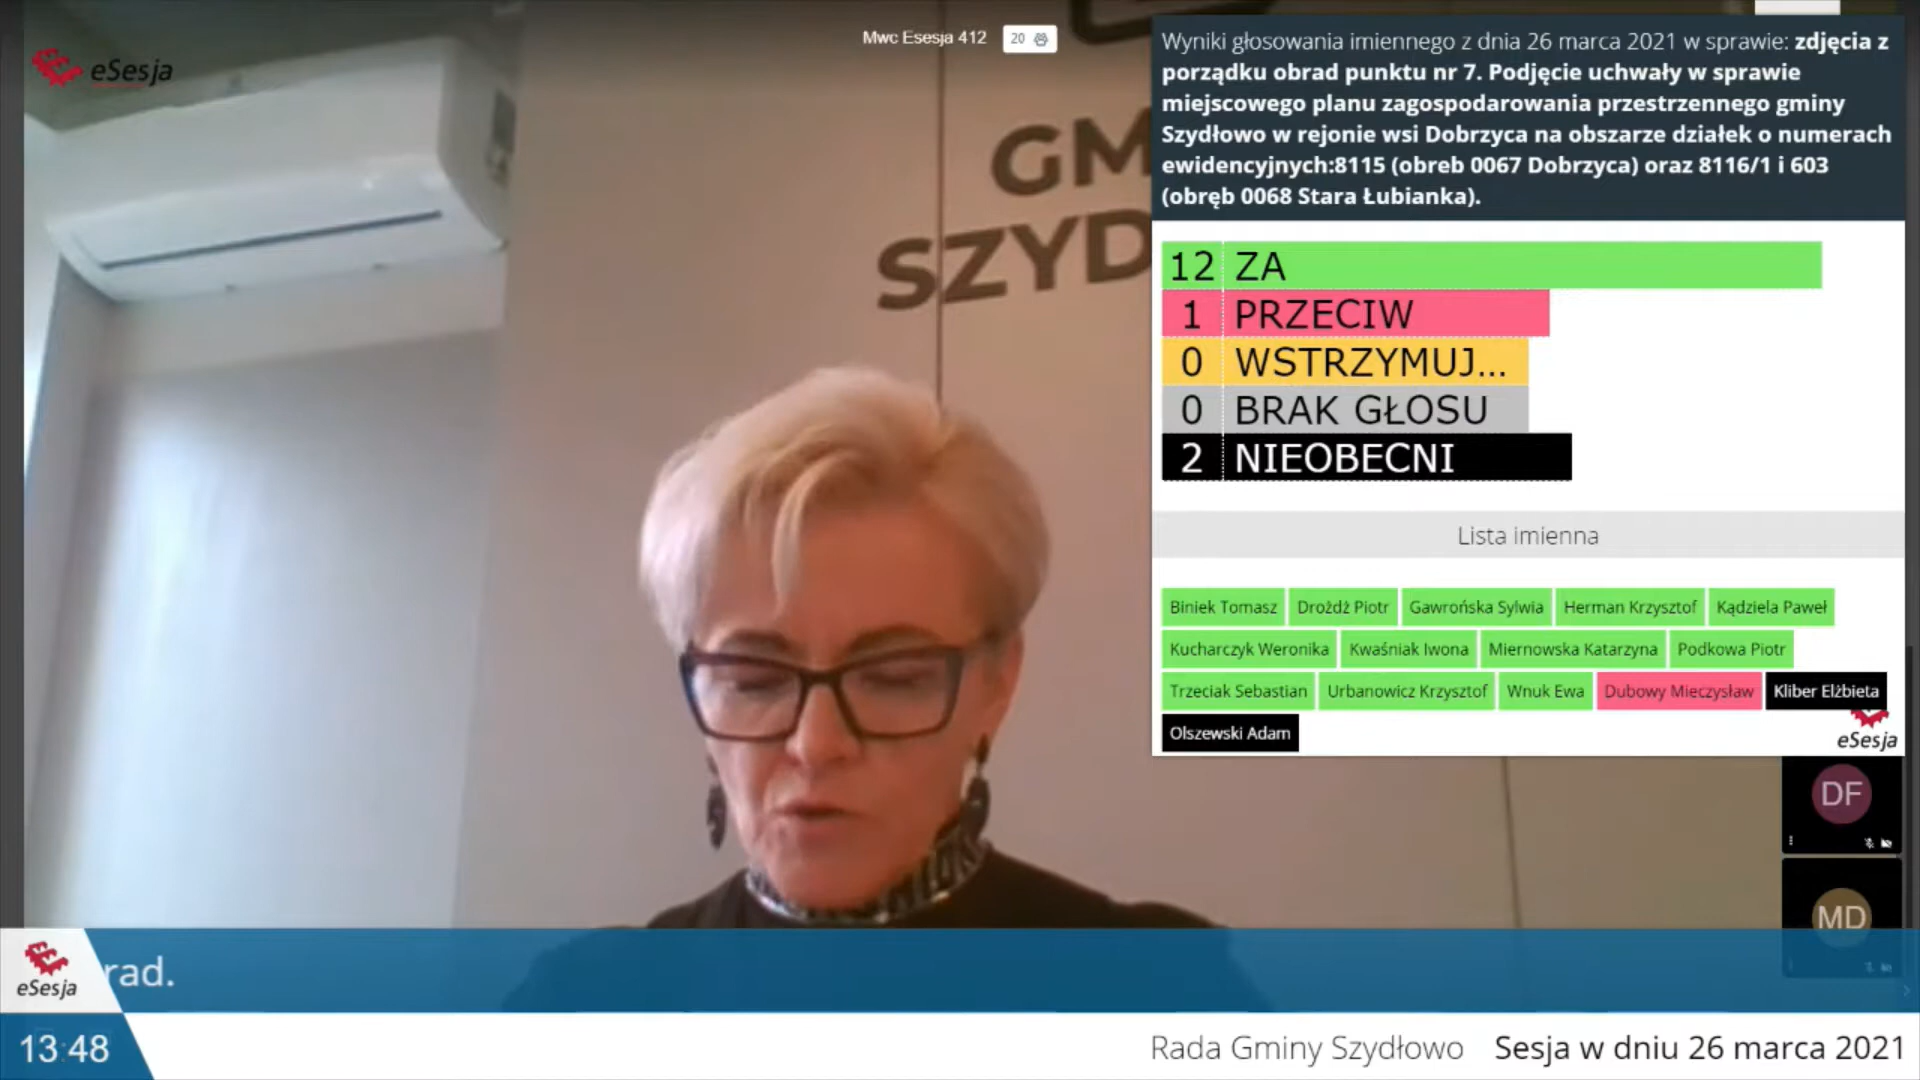 eSesja
Mwc Esesja 412
20
GM
SZYD
Wyniki głosowania imiennego z dnia 26 marca 2021 w sprawie: zdjęcia z
porządku obrad punktu nr 7. Podjęcie uchwały w sprawie
miejscowego planu zagospodarowania przestrzennego gminy
Szydłowo w rejonie wsi Dobrzyca na obszarze działek o numerach
ewidencyjnych:8115 (obreb 0067 Dobrzyca) oraz 8116/1 i 603
(obręb 0068 Stara Łubianka).
12 ZA
1 PRZECIW
0 WSTRZYMUJ...
0 BRAK GŁOSU
2 NIEOBECNI
Lista imienna
Biniek Tomasz Drożdż Piotr Gawrońska Sylwia Herman Krzysztof Kądziela Paweł
Kucharczyk Weronika Kwaśniak Iwona Miernowska Katarzyna Podkowa Piotr
Trzeciak Sebastian Urbanowicz Krzysztof Wnuk Ewa Dubowy Mieczysław Kliber Elżbieta
Olszewski Adam
eSesja
DF
MD
eSesja
rad.
13:48
Rada Gminy Szydłowo Sesja w dniu 26 marca 2021